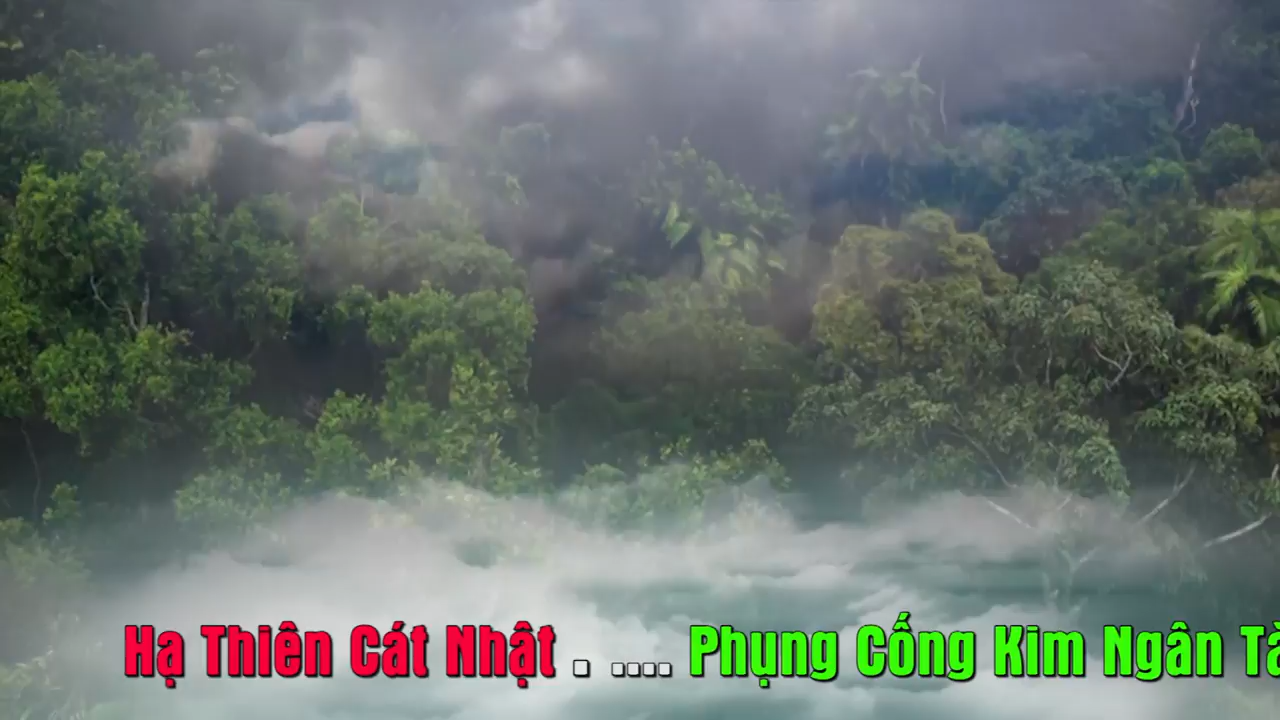 Hạ Thiên Cát Nhật . .... Phụng Cống Kim Ngân